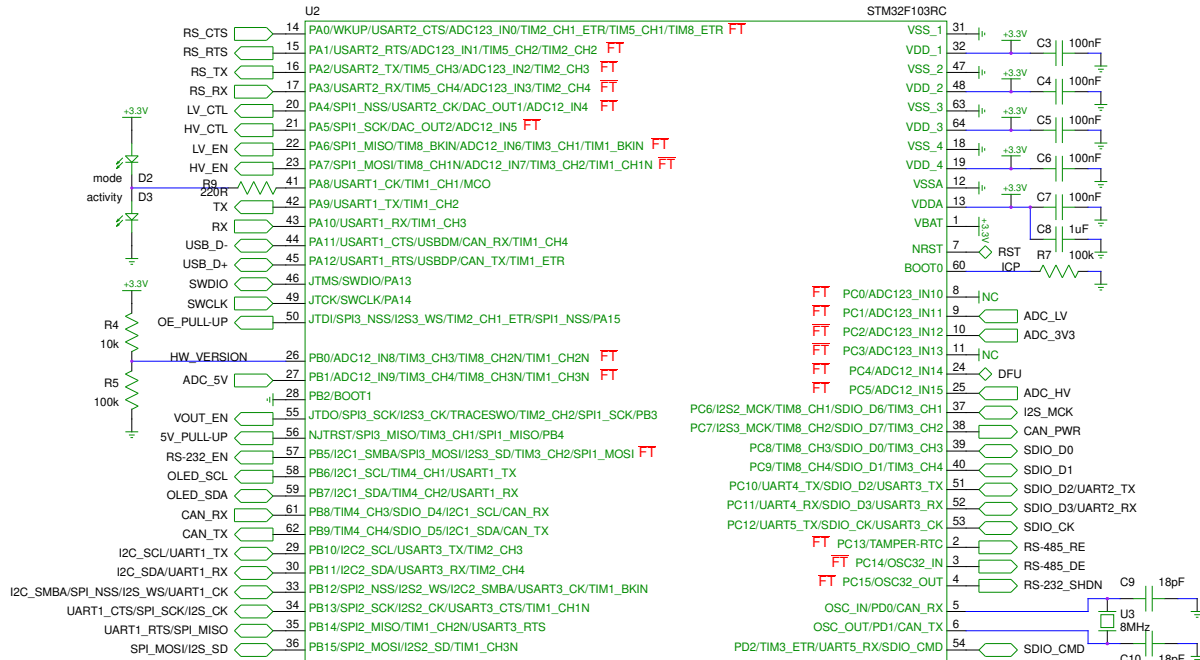 U2 STM32F103RC
RS_CTS 14 PA0/WKUP/USART2_CTS/ADC123_IN0/TIM2_CH1_ETR/TIM5_CH1/TIM8_ETR FT
RS_RTS 15 PA1/USART2_RTS/ADC123_IN1/TIM5_CH2/TIM2_CH2 FT
RS_TX 16 PA2/USART2_TX/TIM5_CH3/ADC123_IN2/TIM2_CH3 FT
RS_RX 17 PA3/USART2_RX/TIM5_CH4/ADC123_IN3/TIM2_CH4 FT
LV_CTL 20 PA4/SPI1_NSS/USART2_CK/DAC_OUT1/ADC12_IN4 FT
HV_CTL 21 PA5/SPI1_SCK/DAC_OUT2/ADC12_IN5 FT
LV_EN 22 PA6/SPI1_MISO/TIM8_BKIN/ADC12_IN6/TIM3_CH1/TIM1_BKIN FT
HV_EN 23 PA7/SPI1_MOSI/TIM8_CH1N/ADC12_IN7/TIM3_CH2/TIM1_CH1N FT
R9 220R 41 PA8/USART1_CK/TIM1_CH1/MCO
TX 42 PA9/USART1_TX/TIM1_CH2
RX 43 PA10/USART1_RX/TIM1_CH3
USB_D- 44 PA11/USART1_CTS/USBDM/CAN_RX/TIM1_CH4
USB_D+ 45 PA12/USART1_RTS/USBDP/CAN_TX/TIM1_ETR
SWDIO 46 JTMS/SWDIO/PA13
SWCLK 49 JTCK/SWCLK/PA14
OE_PULL-UP 50 JTDI/SPI3_NSS/I2S3_WS/TIM2_CH1_ETR/SPI1_NSS/PA15
HW_VERSION 26 PB0/ADC12_IN8/TIM3_CH3/TIM8_CH2N/TIM1_CH2N FT
ADC_5V 27 PB1/ADC12_IN9/TIM3_CH4/TIM8_CH3N/TIM1_CH3N FT
28 PB2/BOOT1
VOUT_EN 55 JTDO/SPI3_SCK/I2S3_CK/TRACESWO/TIM2_CH2/SPI1_SCK/PB3
5V_PULL-UP 56 NJTRST/SPI3_MISO/TIM3_CH1/SPI1_MISO/PB4
RS-232_EN 57 PB5/I2C1_SMBA/SPI3_MOSI/I2S3_SD/TIM3_CH2/SPI1_MOSI FT
OLED_SCL 58 PB6/I2C1_SCL/TIM4_CH1/USART1_TX
OLED_SDA 59 PB7/I2C1_SDA/TIM4_CH2/USART1_RX
CAN_RX 61 PB8/TIM4_CH3/SDIO_D4/I2C1_SCL/CAN_RX
CAN_TX 62 PB9/TIM4_CH4/SDIO_D5/I2C1_SDA/CAN_TX
I2C_SCL/UART1_TX 29 PB10/I2C2_SCL/USART3_TX/TIM2_CH3
I2C_SDA/UART1_RX 30 PB11/I2C2_SDA/USART3_RX/TIM2_CH4
I2C_SMBA/SPI_NSS/I2S_WS/UART1_CK 33 PB12/SPI2_NSS/I2S2_WS/I2C2_SMBA/USART3_CK/TIM1_BKIN
UART1_CTS/SPI_SCK/I2S_CK 34 PB13/SPI2_SCK/I2S2_CK/USART3_CTS/TIM1_CH1N
UART1_RTS/SPI_MISO 35 PB14/SPI2_MISO/TIM1_CH2N/USART3_RTS
SPI_MOSI/I2S_SD 36 PB15/SPI2_MOSI/I2S2_SD/TIM1_CH3N
+3.3V
mode D2
activity D3
+3.3V
R4
10k
R5
100k
VSS_1 31
VDD_1 32 +3.3V C3 100nF
VSS_2 47
VDD_2 48 +3.3V C4 100nF
VSS_3 63
VDD_3 64 +3.3V C5 100nF
VSS_4 18
VDD_4 19 +3.3V C6 100nF
VSSA 12
VDDA 13 +3.3V C7 100nF
VBAT 1 +3.3V C8 1uF
NRST 7 RST
BOOT0 60 ICP R7 100k
FT PC0/ADC123_IN10 8 NC
FT PC1/ADC123_IN11 9 ADC_LV
FT PC2/ADC123_IN12 10 ADC_3V3
FT PC3/ADC123_IN13 11 NC
FT PC4/ADC12_IN14 24 DFU
FT PC5/ADC12_IN15 25 ADC_HV
PC6/I2S2_MCK/TIM8_CH1/SDIO_D6/TIM3_CH1 37 I2S_MCK
PC7/I2S3_MCK/TIM8_CH2/SDIO_D7/TIM3_CH2 38 CAN_PWR
PC8/TIM8_CH3/SDIO_D0/TIM3_CH3 39 SDIO_D0
PC9/TIM8_CH4/SDIO_D1/TIM3_CH4 40 SDIO_D1
PC10/UART4_TX/SDIO_D2/USART3_TX 51 SDIO_D2/UART2_TX
PC11/UART4_RX/SDIO_D3/USART3_RX 52 SDIO_D3/UART2_RX
PC12/UART5_TX/SDIO_CK/USART3_CK 53 SDIO_CK
FT PC13/TAMPER-RTC 2 RS-485_RE
FT PC14/OSC32_IN 3 RS-485_DE
FT PC15/OSC32_OUT 4 RS-232_SHDN
OSC_IN/PD0/CAN_RX 5 C9 18pF
OSC_OUT/PD1/CAN_TX 6 U3 8MHz
PD2/TIM3_ETR/UART5_RX/SDIO_CMD 54 SDIO_CMD C10 18pF